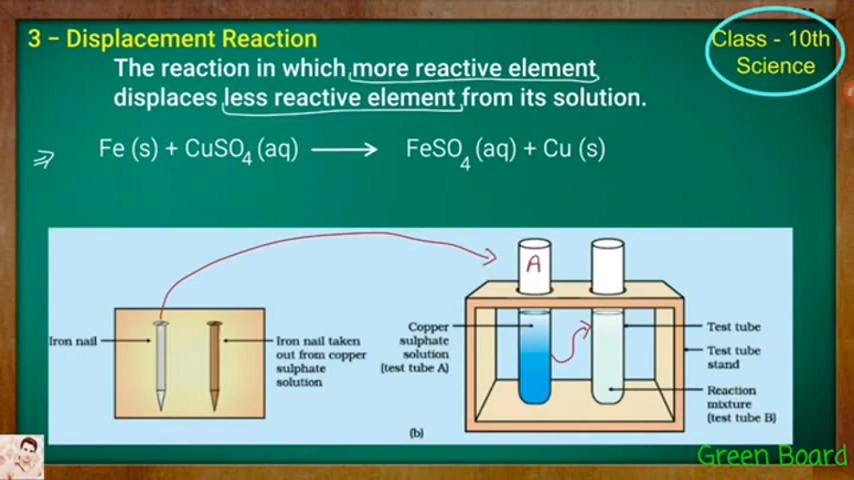 3 – Displacement Reaction
Class - 10th
Science
The reaction in which more reactive element
displaces less reactive element from its solution.
⇒ Fe (s) + CuSO₄ (aq) ⟶ FeSO₄ (aq) + Cu (s)
A
Iron nail
Iron nail taken
out from copper
sulphate
solution
Copper
sulphate
solution
(test tube A)
Test tube
Test tube
stand
Reaction
mixture
(test tube B)
(b)
Green Board